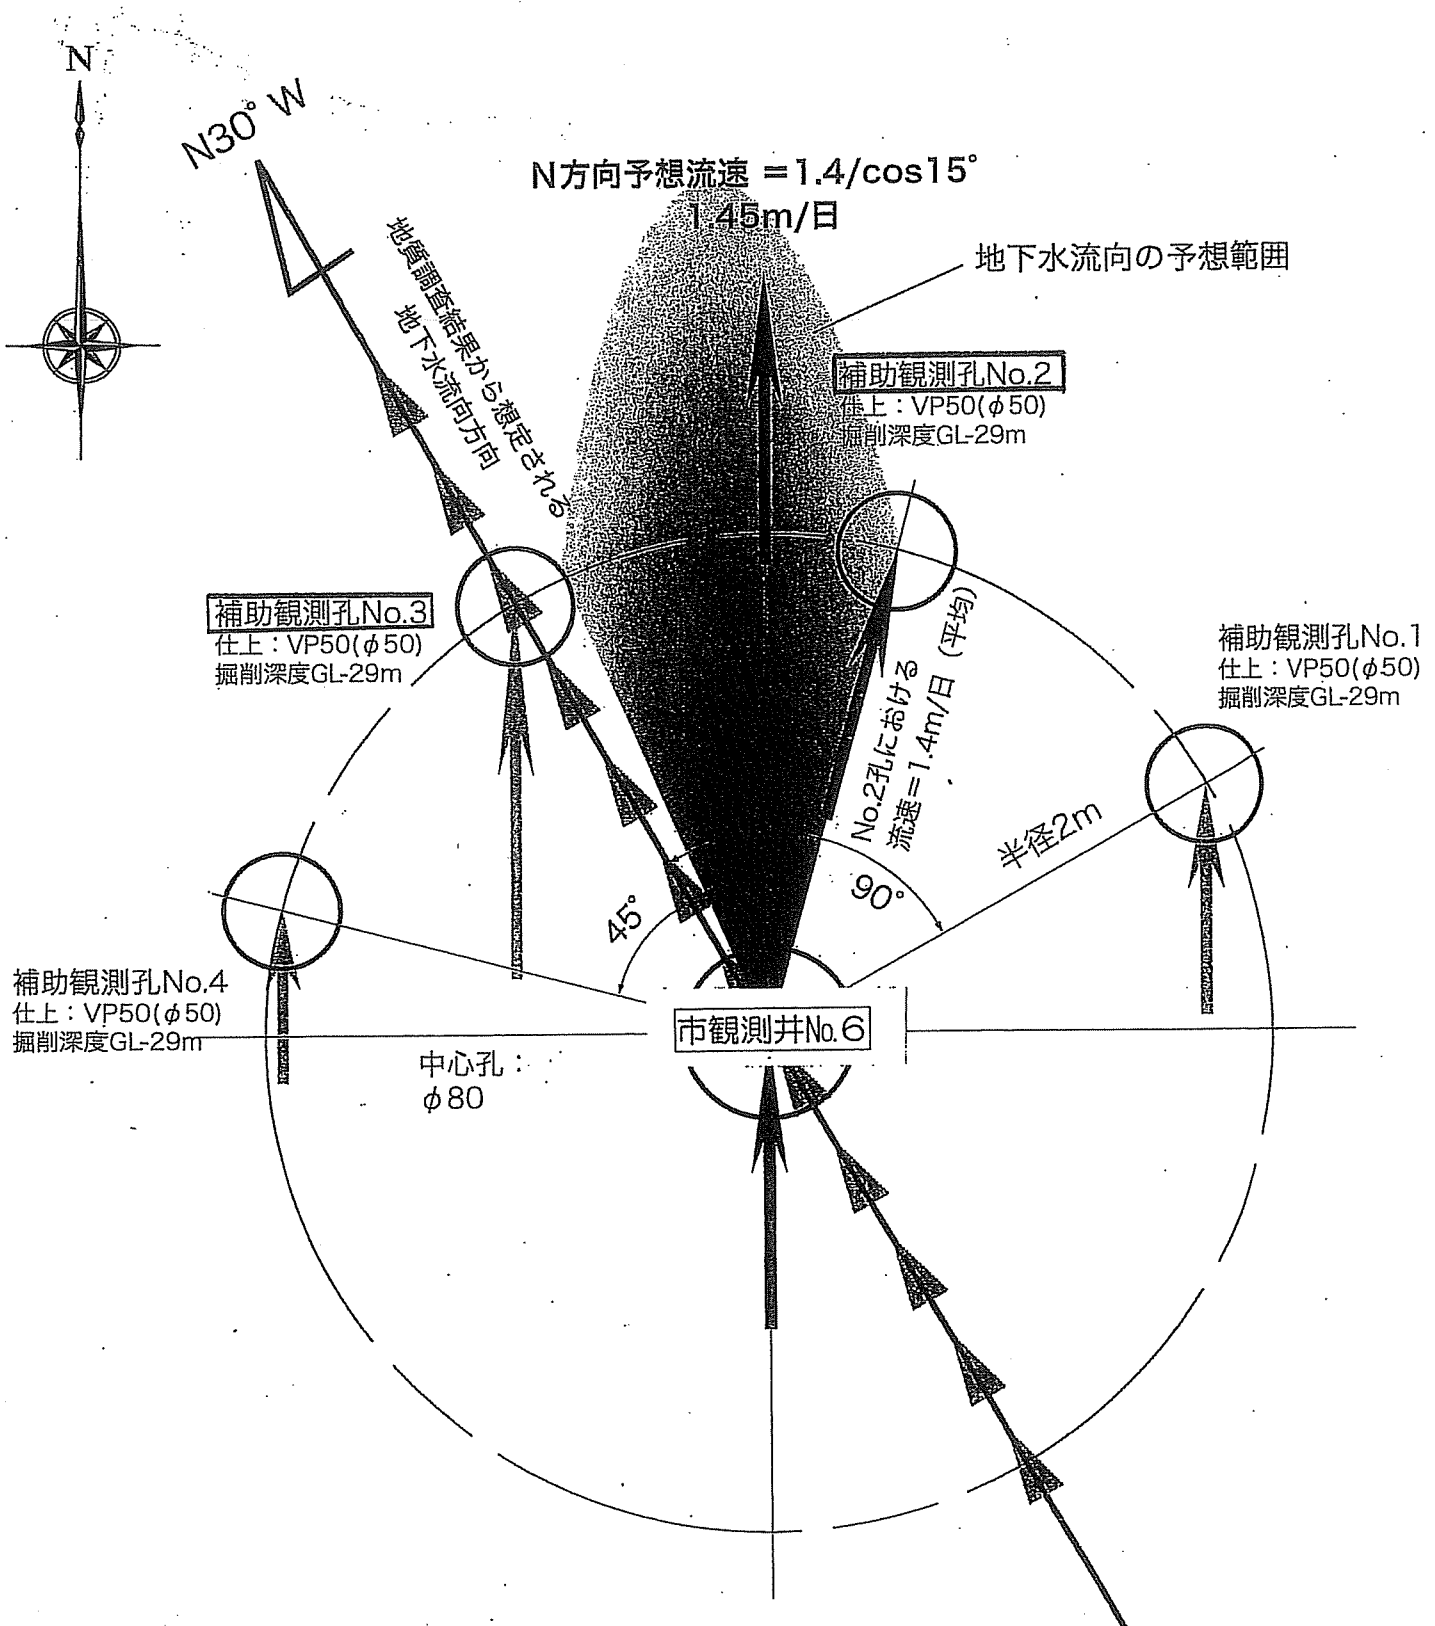 N
N30°W
N方向予想流速 =1.4/cos15°
1.45m/日
地質調査結果から想定される
地下水流向方向
地下水流向の予想範囲
補助観測孔No.2
仕上：VP50(φ50)
掘削深度GL-29m
補助観測孔No.3
仕上：VP50(φ50)
掘削深度GL-29m
補助観測孔No.1
仕上：VP50(φ50)
掘削深度GL-29m
No.2孔における
流速=1.4m/日（平均）
半径2m
90°
45°
補助観測孔No.4
仕上：VP50(φ50)
掘削深度GL-29m
市観測井No.6
中心孔：
φ80